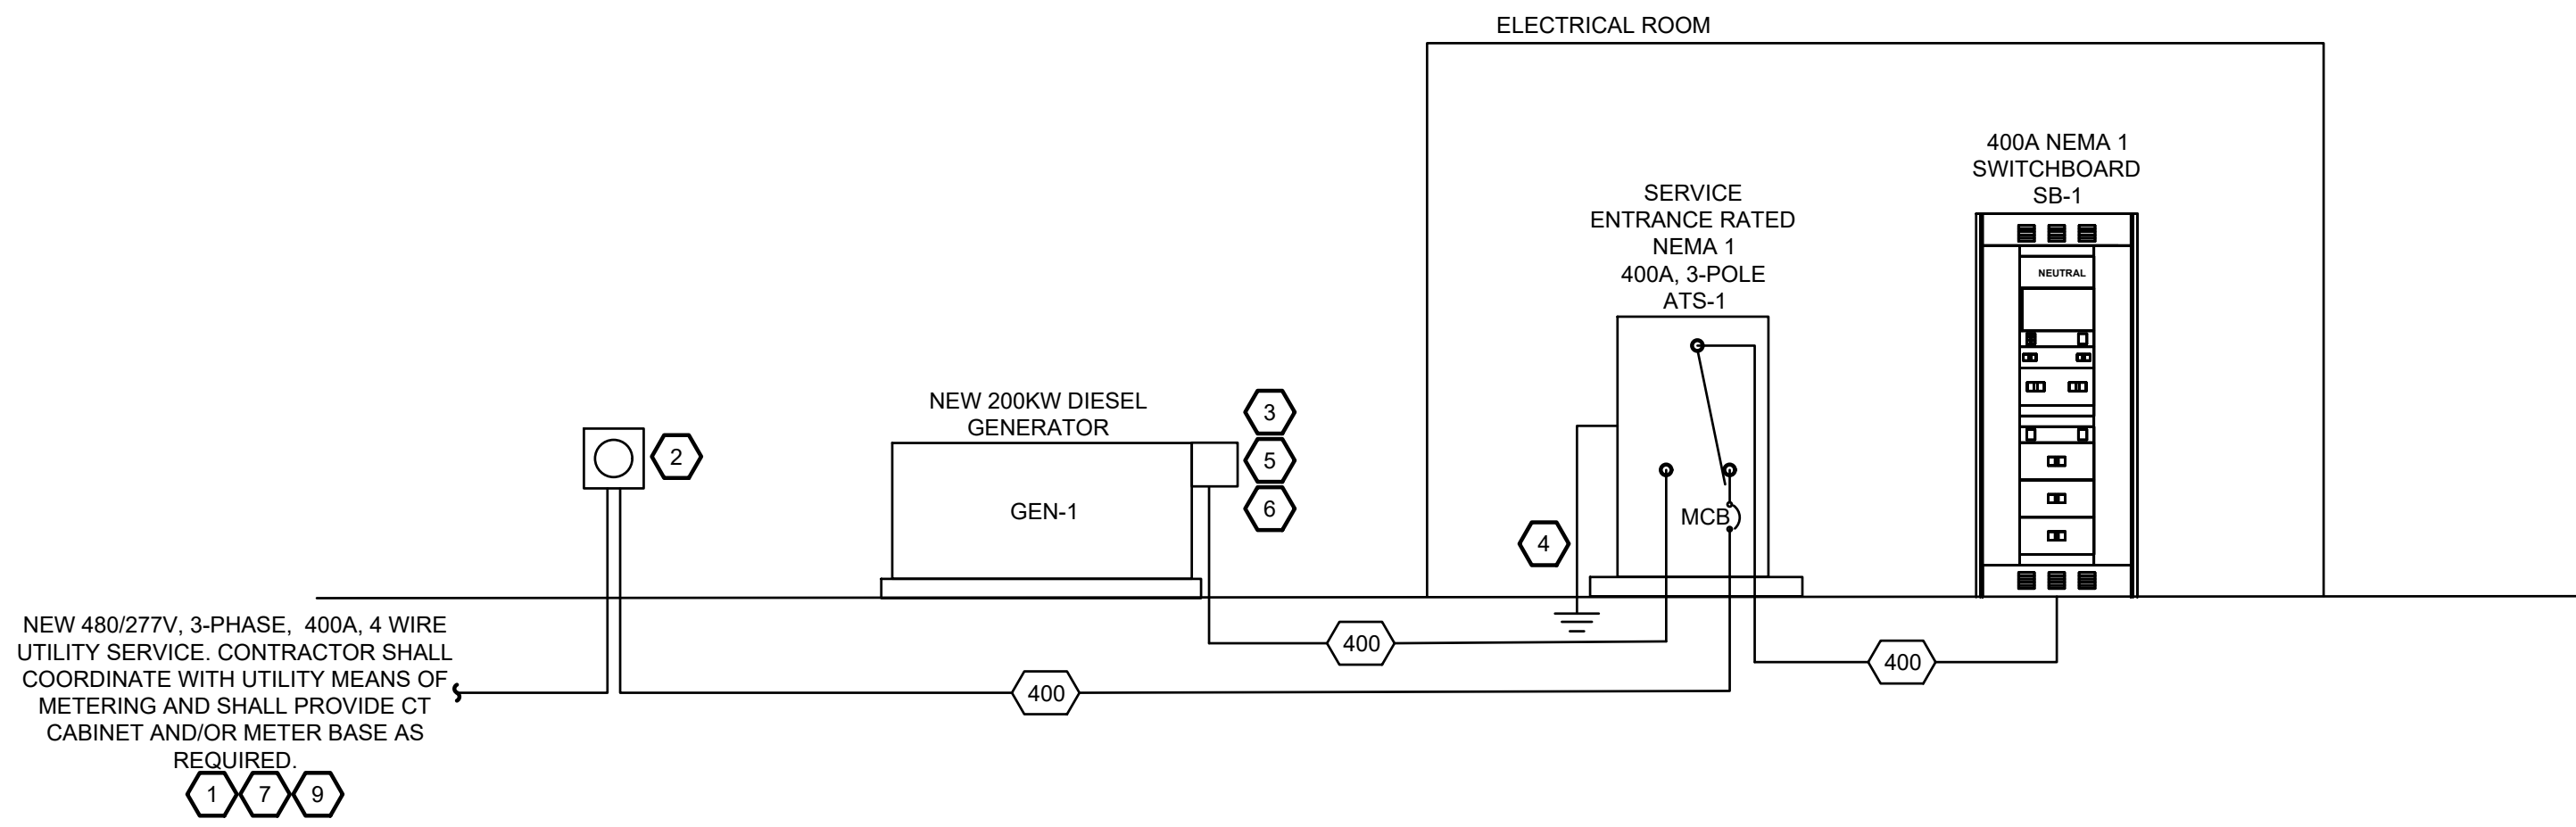 ELECTRICAL ROOM
400A NEMA 1
SWITCHBOARD
SB-1
NEUTRAL
SERVICE
ENTRANCE RATED
NEMA 1
400A, 3-POLE
ATS-1
MCB
4
NEW 200KW DIESEL
GENERATOR
GEN-1
3
5
6
2
400
400
400
NEW 480/277V, 3-PHASE, 400A, 4 WIRE
UTILITY SERVICE. CONTRACTOR SHALL
COORDINATE WITH UTILITY MEANS OF
METERING AND SHALL PROVIDE CT
CABINET AND/OR METER BASE AS
REQUIRED.
1 7 9